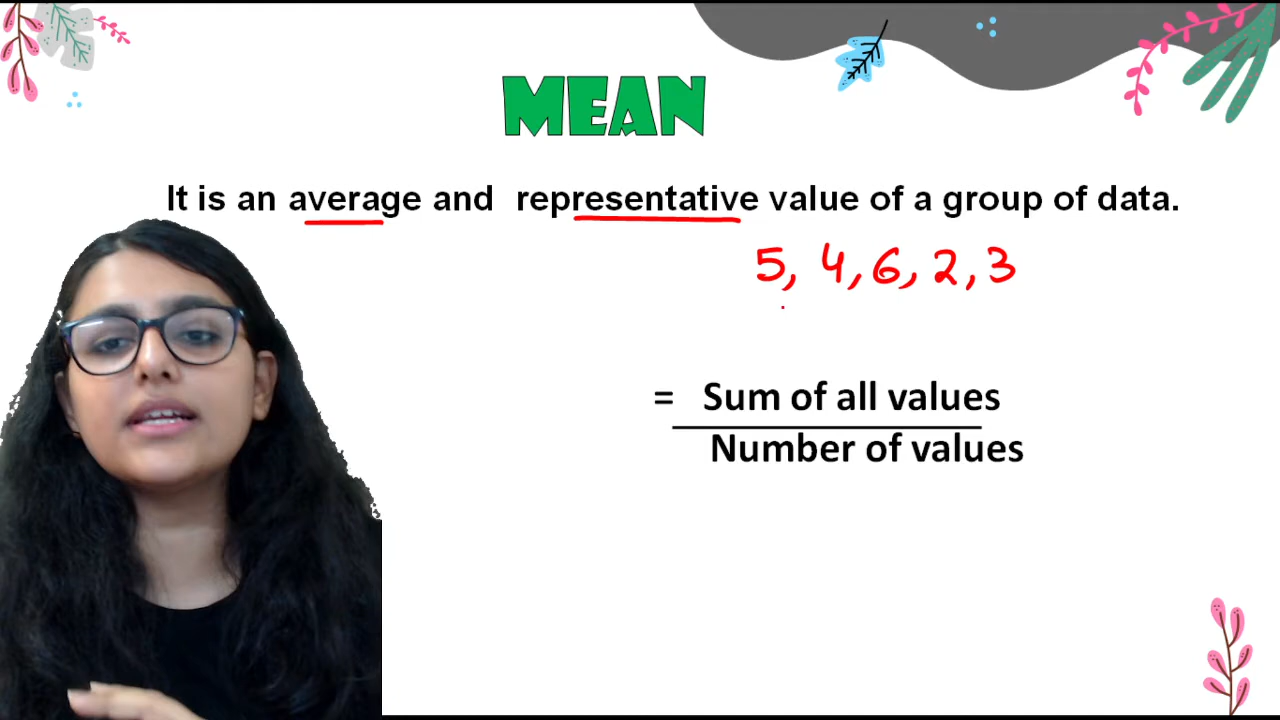 MEAN
It is an average and representative value of a group of data.
5, 4, 6, 2, 3
= Sum of all values
Number of values